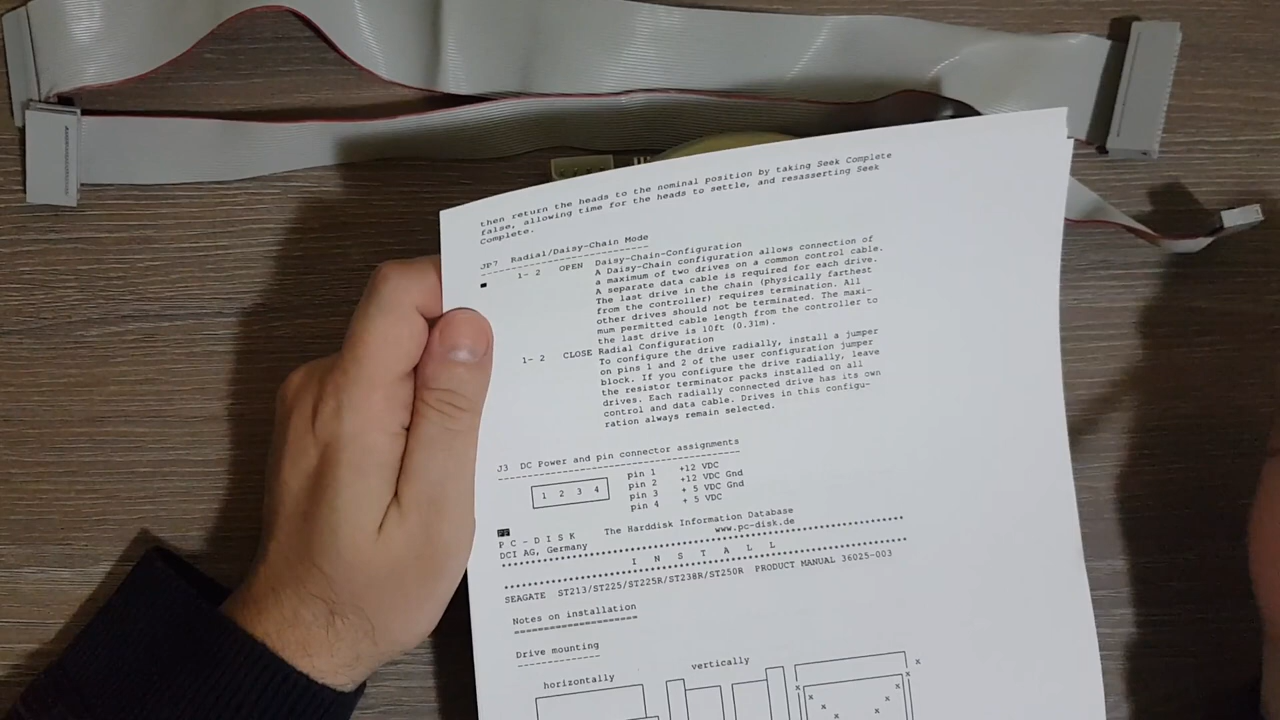 then return the heads to the nominal position by taking Seek Complete
false, allowing time for the heads to settle, and resasserting Seek
Complete.
JP7 Radial/Daisy-Chain Mode
1- 2 OPEN Daisy-Chain-Configuration
A Daisy-Chain configuration allows connection of
a maximum of two drives on a common control cable.
A separate data cable is required for each drive.
The last drive in the chain (physically farthest
from the controller) requires termination. All
other drives should not be terminated. The maxi-
mum permitted cable length from the controller to
the last drive is 10ft (0.31m).
1- 2 CLOSE Radial Configuration
To configure the drive radially, install a jumper
on pins 1 and 2 of the user configuration jumper
block. If you configure the drive radially, leave
the resistor terminator packs installed on all
drives. Each radially connected drive has its own
control and data cable. Drives in this configu-
ration always remain selected.
J3 DC Power and pin connector assignments
1 2 3 4
pin 1 +12 VDC
pin 2 +12 VDC Gnd
pin 3 + 5 VDC Gnd
pin 4 + 5 VDC
FF
P C - D I S K The Harddisk Information Database
DCI AG, Germany www.pc-disk.de
*****************************************************
I N S T A L L
*****************************************************
SEAGATE ST213/ST225/ST225R/ST238R/ST250R PRODUCT MANUAL 36025-003
Notes on installation
=====================
Drive mounting
--------------
horizontally vertically
x
x x
x x
x x
x